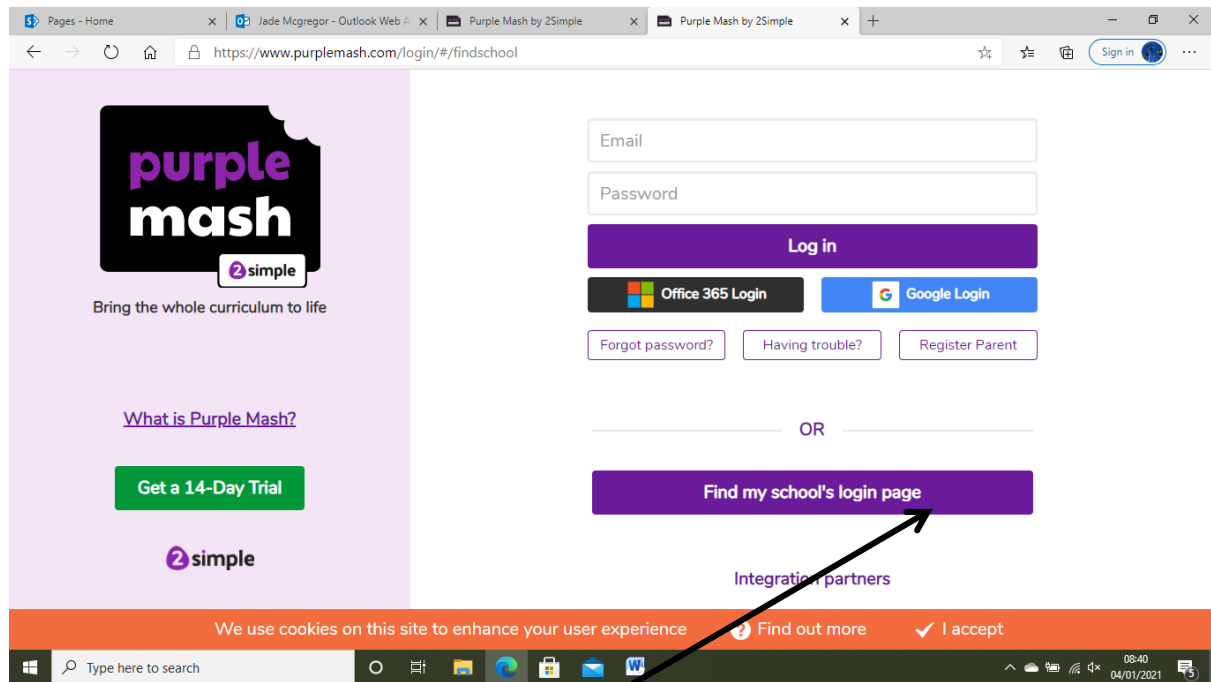 Pages - Home
Jade Mcgregor - Outlook Web A
Purple Mash by 2Simple
Purple Mash by 2Simple
https://www.purplemash.com/login/#/findschool
Sign in
purple
mash
2simple
Bring the whole curriculum to life
What is Purple Mash?
Get a 14-Day Trial
2simple
Email
Password
Log in
Office 365 Login
G Google Login
Forgot password?
Having trouble?
Register Parent
OR
Find my school's login page
Integration partners
We use cookies on this site to enhance your user experience
? Find out more
I accept
Type here to search
08:40
04/01/2021
5